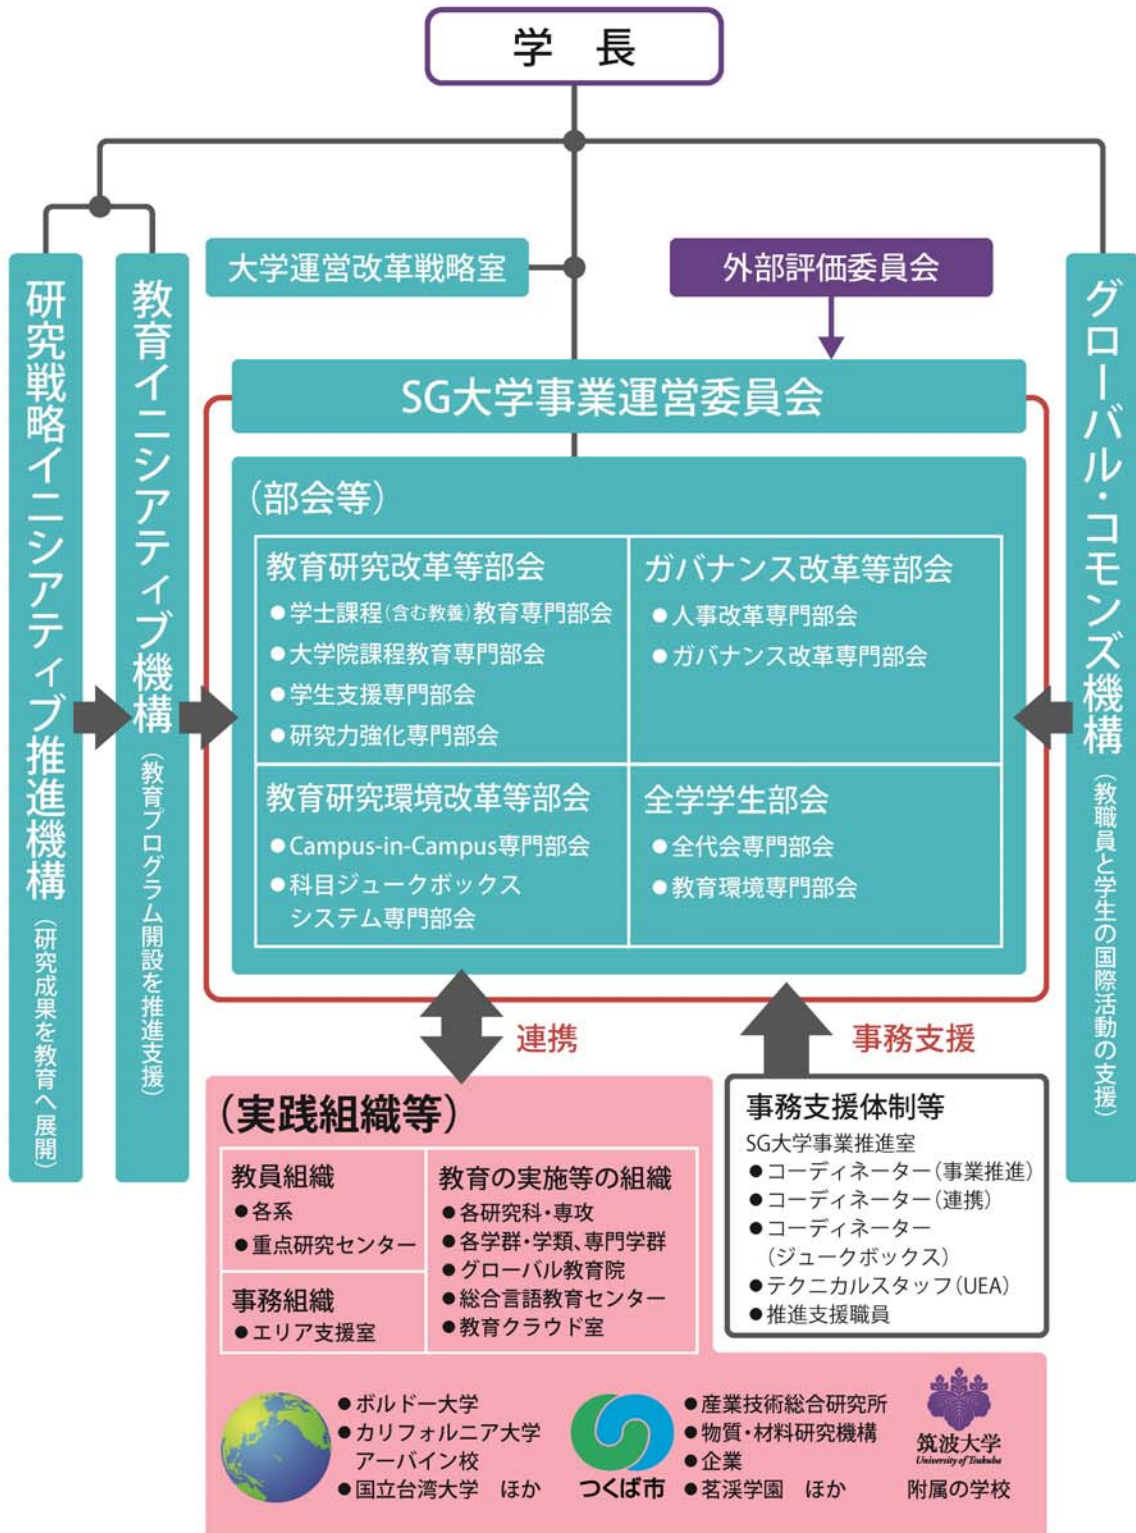 学 長
大学運営改革戦略室
外部評価委員会
研究戦略イニシアティブ推進機構（研究成果を教育へ展開）
教育イニシアティブ機構（教育プログラム開設を推進支援）
グローバル・コモンズ機構（教職員と学生の国際活動の支援）
SG大学事業運営委員会
（部会等）
教育研究改革等部会
●学士課程（含む教養）教育専門部会
●大学院課程教育専門部会
●学生支援専門部会
●研究力強化専門部会
ガバナンス改革等部会
●人事改革専門部会
●ガバナンス改革専門部会
教育研究環境改革等部会
●Campus-in-Campus専門部会
●科目ジュークボックス
システム専門部会
全学学生部会
●全代会専門部会
●教育環境専門部会
連携
事務支援
（実践組織等）
教員組織
●各系
●重点研究センター
事務組織
●エリア支援室
教育の実施等の組織
●各研究科・専攻
●各学群・学類、専門学群
●グローバル教育院
●総合言語教育センター
●教育クラウド室
事務支援体制等
SG大学事業推進室
●コーディネーター（事業推進）
●コーディネーター（連携）
●コーディネーター
（ジュークボックス）
●テクニカルスタッフ（UEA）
●推進支援職員
●ボルドー大学
●カリフォルニア大学
アーバイン校
●国立台湾大学 ほか
つくば市
●産業技術総合研究所
●物質・材料研究機構
●企業
●茗渓学園 ほか
筑波大学
University of Tsukuba
附属の学校